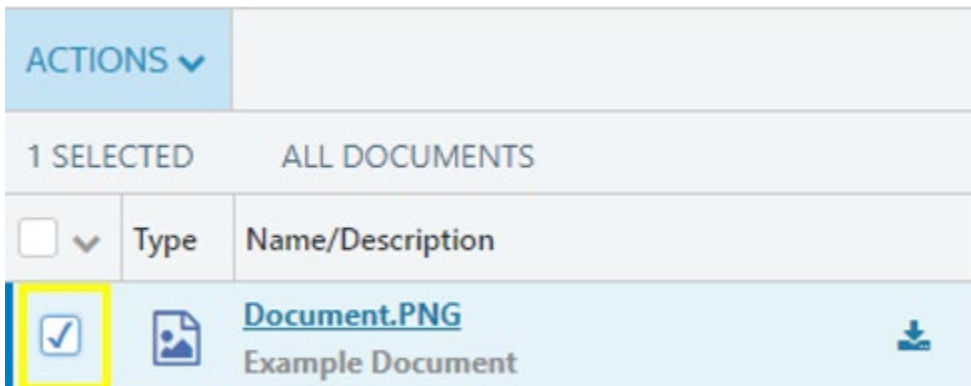 ACTIONS
1 SELECTED ALL DOCUMENTS
Type Name/Description
Document.PNG
Example Document